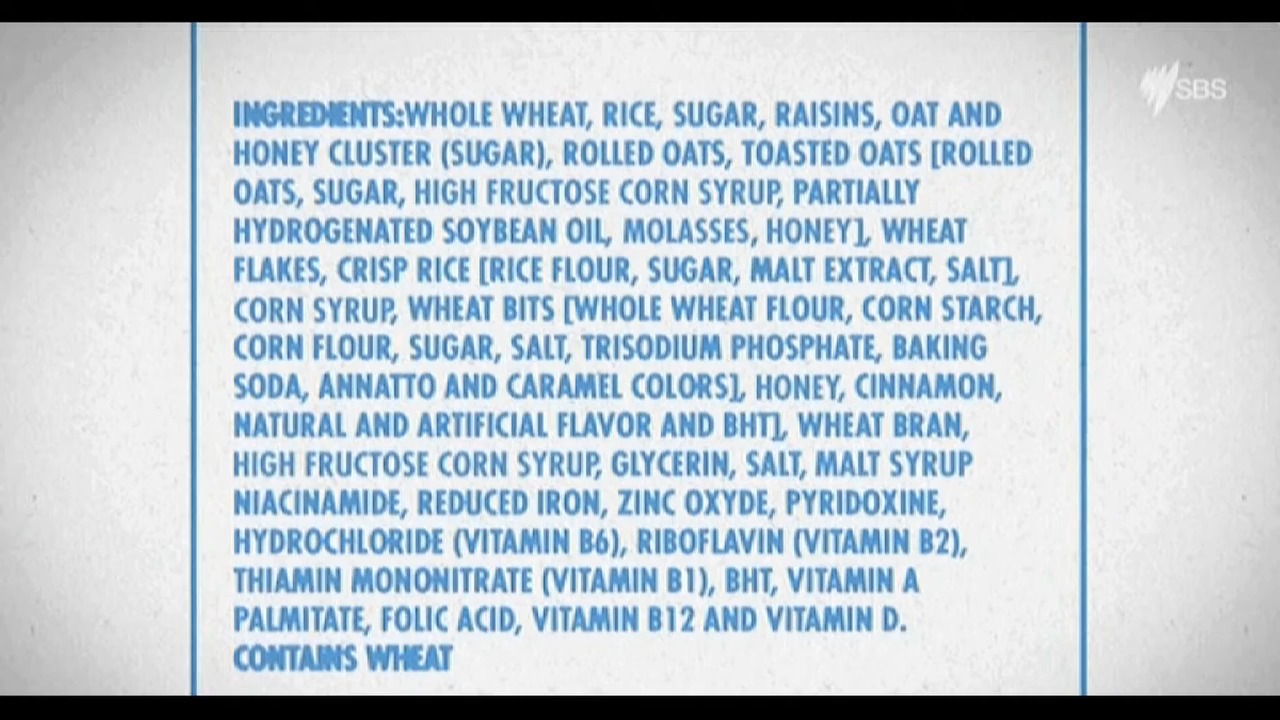 INGREDIENTS:WHOLE WHEAT, RICE, SUGAR, RAISINS, OAT AND
HONEY CLUSTER (SUGAR), ROLLED OATS, TOASTED OATS [ROLLED
OATS, SUGAR, HIGH FRUCTOSE CORN SYRUP, PARTIALLY
HYDROGENATED SOYBEAN OIL, MOLASSES, HONEY], WHEAT
FLAKES, CRISP RICE [RICE FLOUR, SUGAR, MALT EXTRACT, SALT],
CORN SYRUP, WHEAT BITS [WHOLE WHEAT FLOUR, CORN STARCH,
CORN FLOUR, SUGAR, SALT, TRISODIUM PHOSPHATE, BAKING
SODA, ANNATTO AND CARAMEL COLORS], HONEY, CINNAMON,
NATURAL AND ARTIFICIAL FLAVOR AND BHT], WHEAT BRAN,
HIGH FRUCTOSE CORN SYRUP, GLYCERIN, SALT, MALT SYRUP
NIACINAMIDE, REDUCED IRON, ZINC OXYDE, PYRIDOXINE,
HYDROCHLORIDE (VITAMIN B6), RIBOFLAVIN (VITAMIN B2),
THIAMIN MONONITRATE (VITAMIN B1), BHT, VITAMIN A
PALMITATE, FOLIC ACID, VITAMIN B12 AND VITAMIN D.
CONTAINS WHEAT
SBS